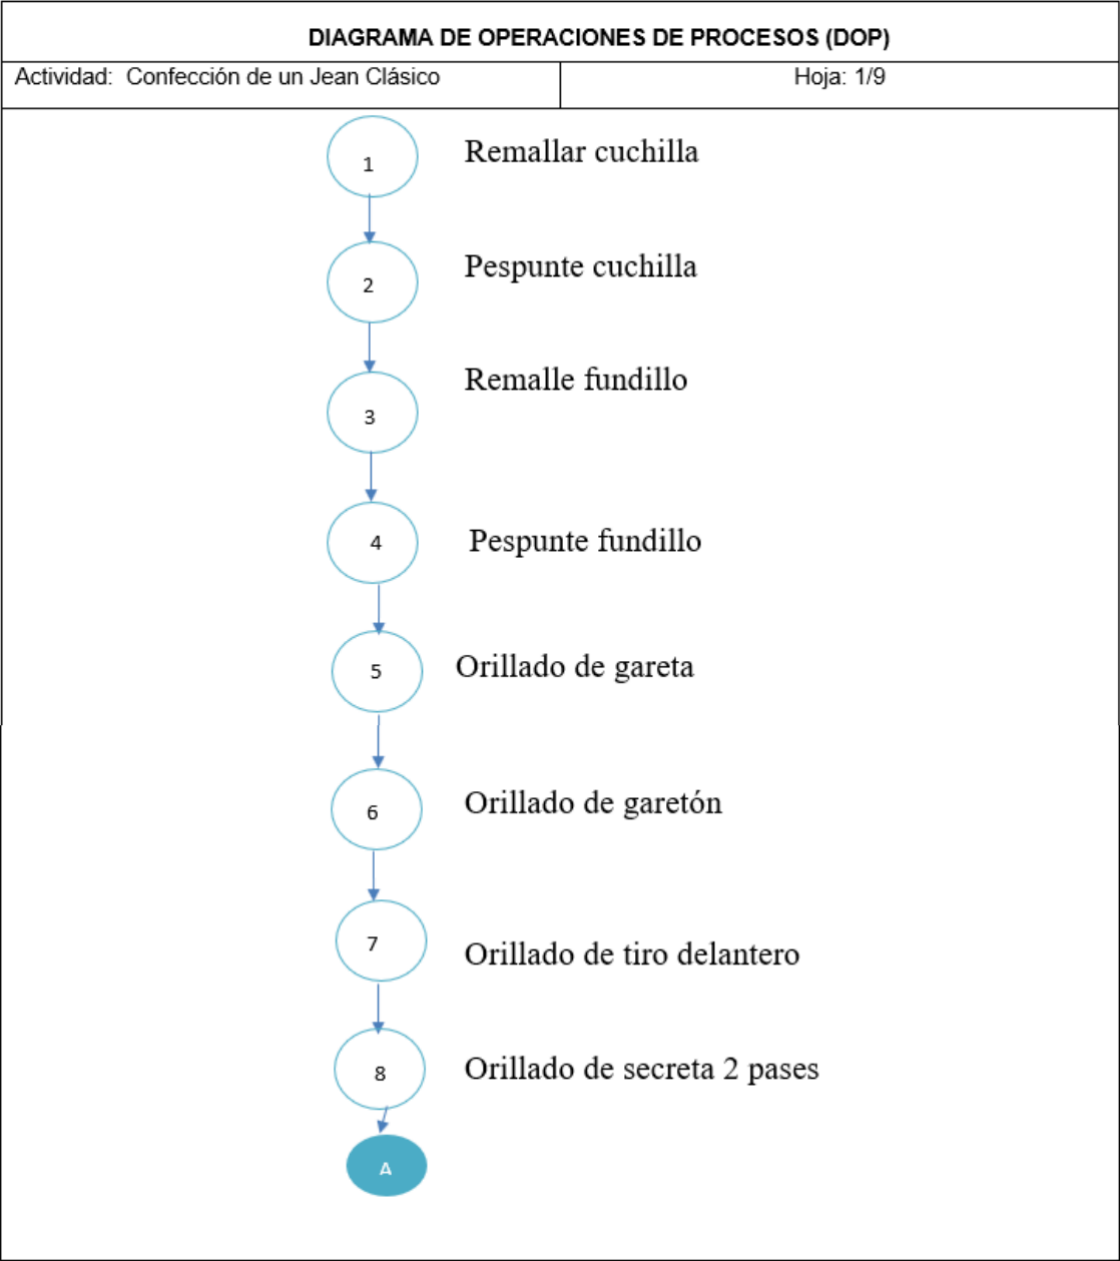 DIAGRAMA DE OPERACIONES DE PROCESOS (DOP)
Actividad: Confección de un Jean Clásico
Hoja: 1/9
1
Remallar cuchilla
2
Pespunte cuchilla
3
Remalle fundillo
4
Pespunte fundillo
5
Orillado de gareta
6
Orillado de garetón
7
Orillado de tiro delantero
8
Orillado de secreta 2 pases
A